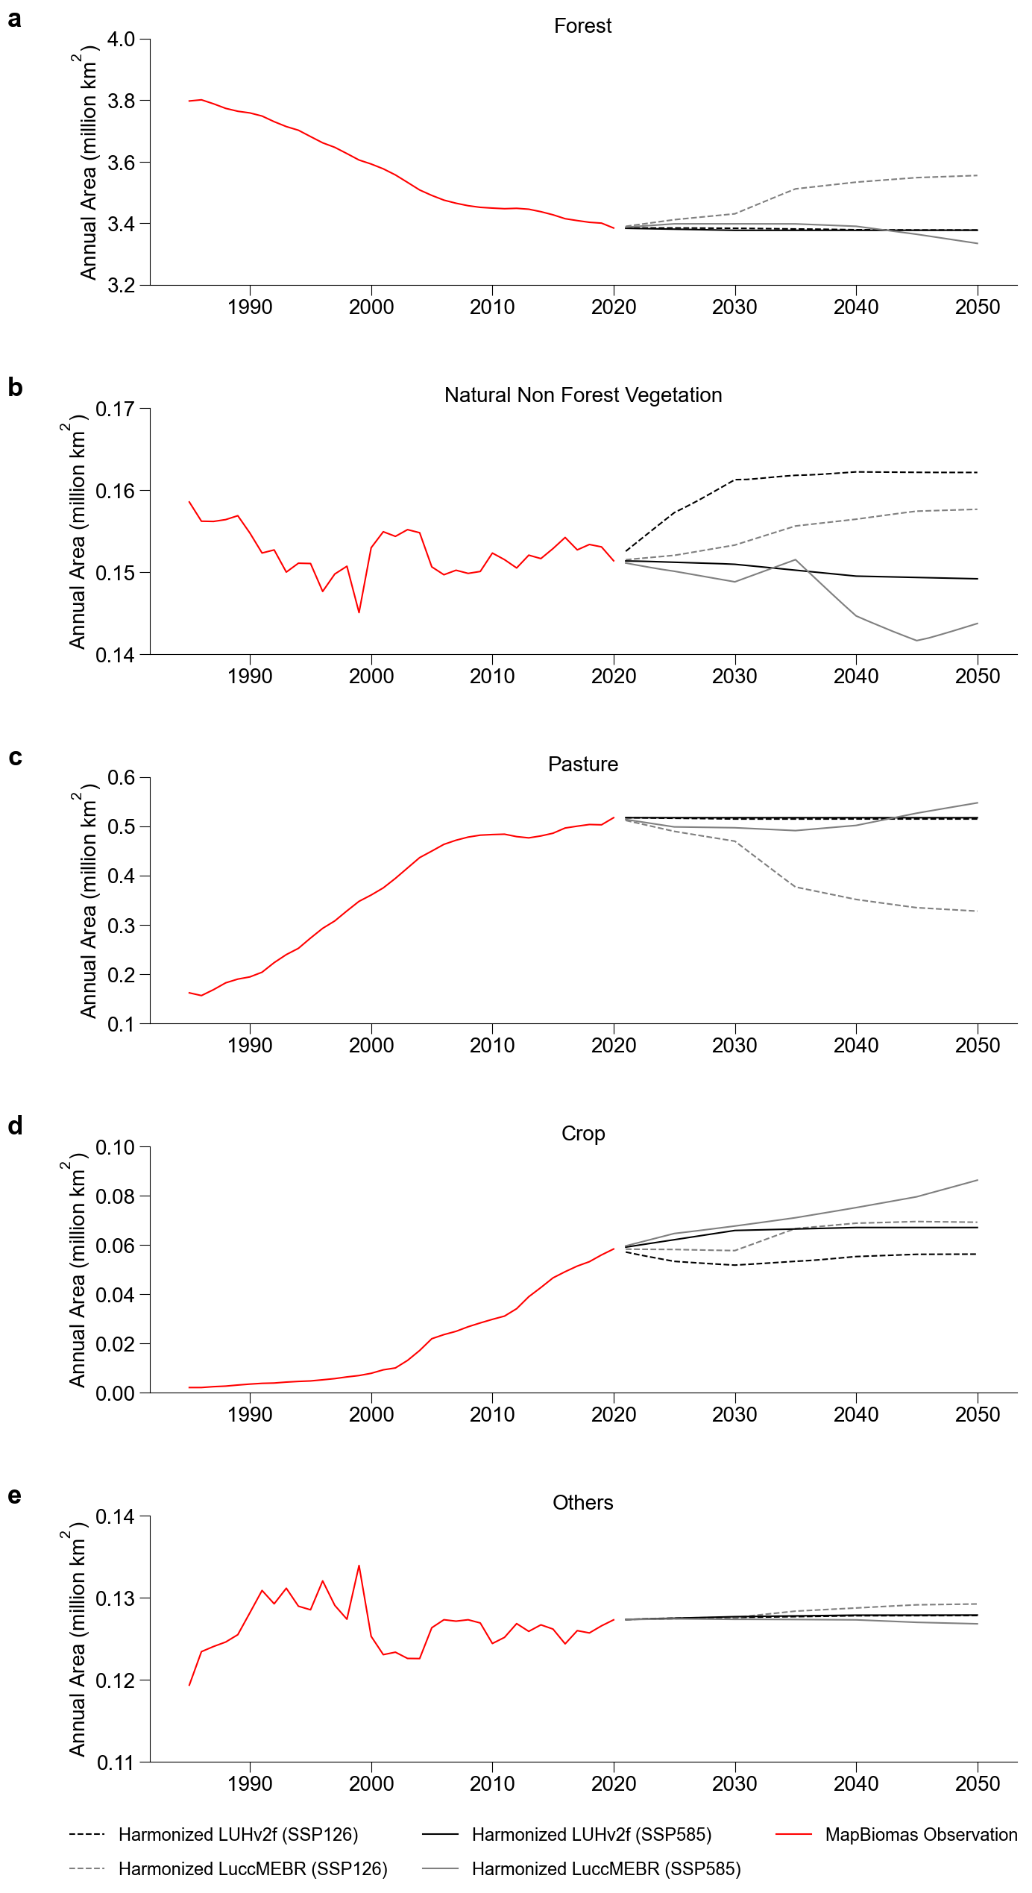 a
Forest
Annual Area (million km2)
4.0
3.8
3.6
3.4
3.2
1990 2000 2010 2020 2030 2040 2050
b
Natural Non Forest Vegetation
Annual Area (million km2)
0.17
0.16
0.15
0.14
1990 2000 2010 2020 2030 2040 2050
c
Pasture
Annual Area (million km2)
0.6
0.5
0.4
0.3
0.2
0.1
1990 2000 2010 2020 2030 2040 2050
d
Crop
Annual Area (million km2)
0.10
0.08
0.06
0.04
0.02
0.00
1990 2000 2010 2020 2030 2040 2050
e
Others
Annual Area (million km2)
0.14
0.13
0.12
0.11
1990 2000 2010 2020 2030 2040 2050
Harmonized LUHv2f (SSP126) Harmonized LUHv2f (SSP585) MapBiomas Observation
Harmonized LuccMEBR (SSP126) Harmonized LuccMEBR (SSP585)